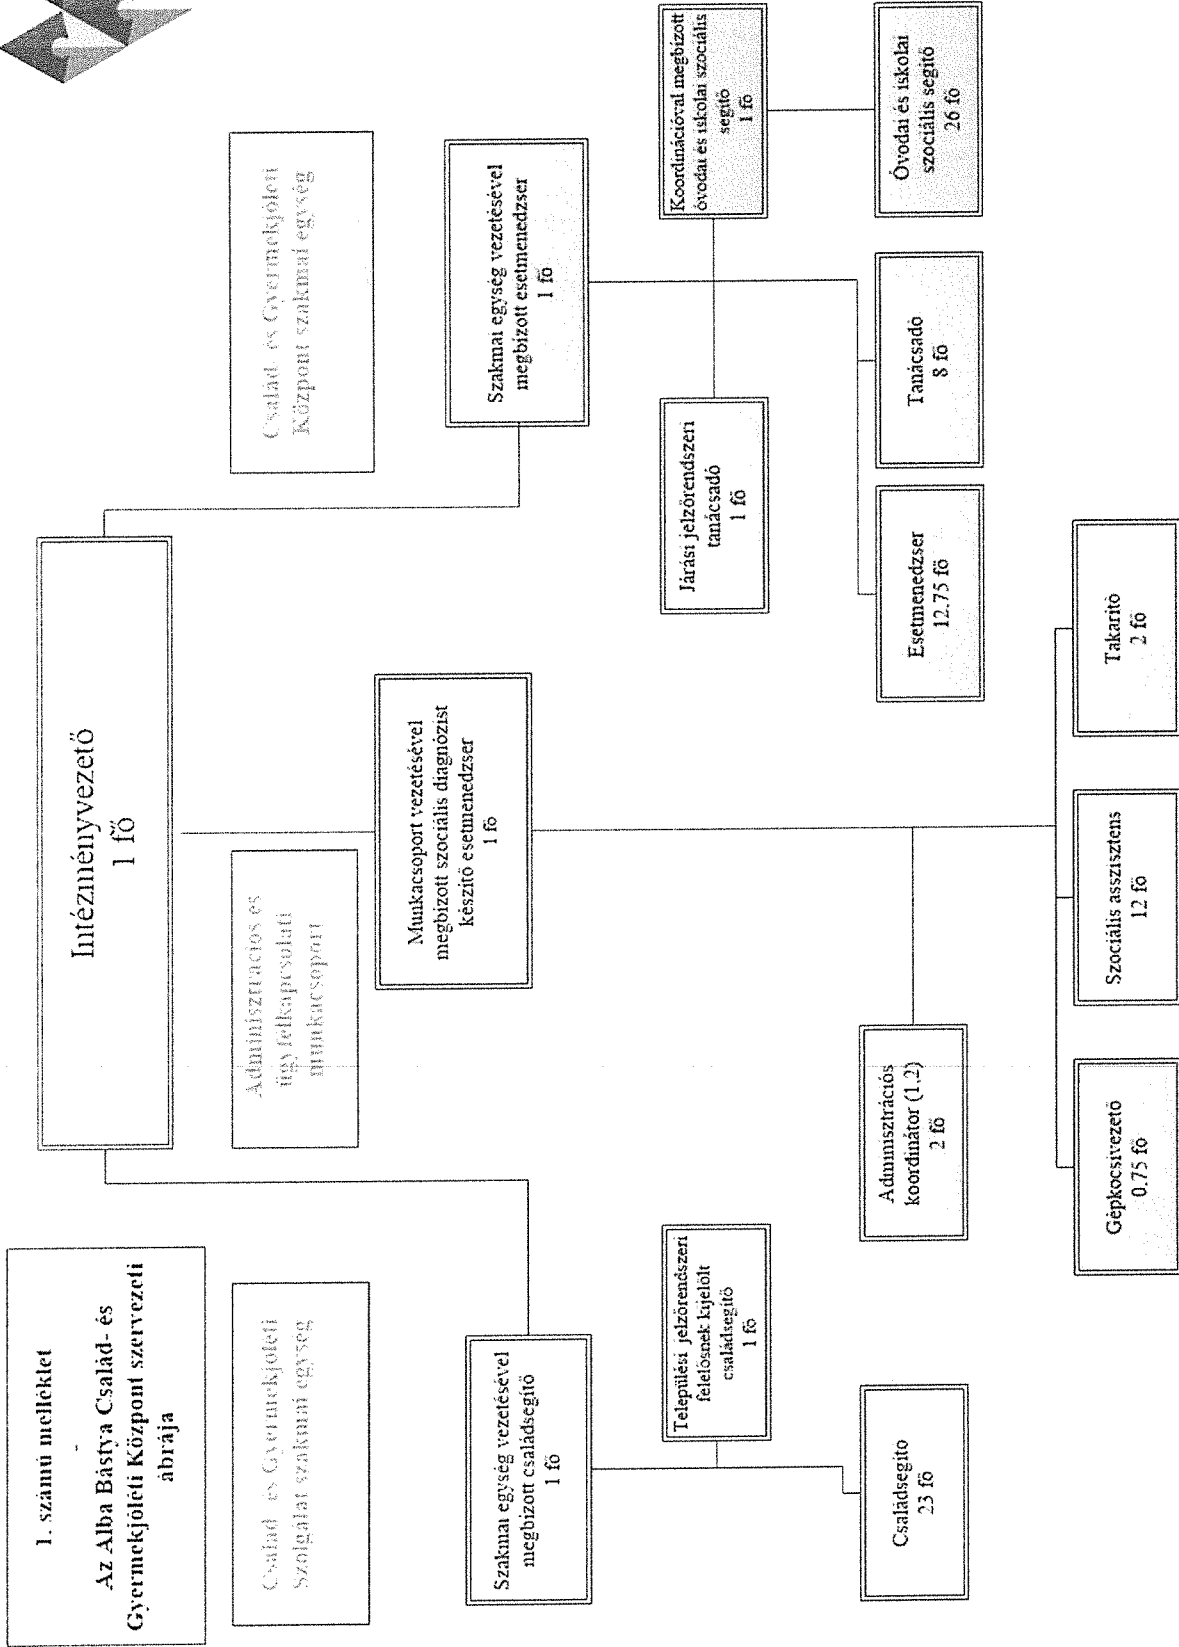 1. számú melléklet
-
Az Alba Bástya Család- és
Gyermekjóléti Központ szervezeti
ábrája
Intézményvezető
1 fő
Család és Gyermekjóléti
Szolgálat szakmai egység
Adminisztrációs és
ügyfélkapcsolati
munkacsoport
Család és Gyermekjóléti
Központ szakmai egység
Szakmai egység vezetésével
megbízott családsegítő
1 fő
Munkacsoport vezetésével
megbízott szociális diagnózist
készítő esetmenedzser
1 fő
Szakmai egység vezetésével
megbízott esetmenedzser
1 fő
Települési jelzőrendszeri
felelősnek kijelölt
családsegítő
1 fő
Járási jelzőrendszeri
tanácsadó
1 fő
Koordinációval megbízott
óvodai és iskolai szociális
segítő
1 fő
Családsegítő
23 fő
Adminisztrációs
koordinátor (1,2)
2 fő
Esetmenedzser
12,75 fő
Tanácsadó
8 fő
Óvodai és iskolai
szociális segítő
26 fő
Gépkocsivezető
0,75 fő
Szociális asszisztens
12 fő
Takarító
2 fő